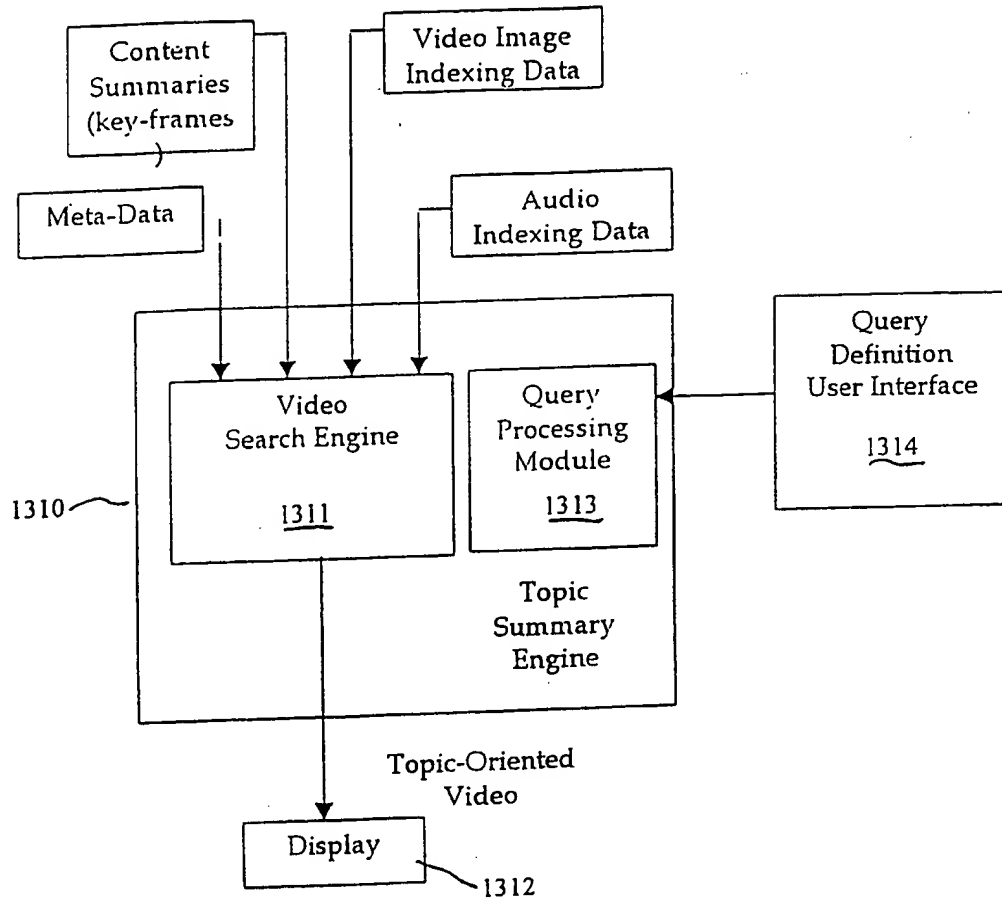 Content
Summaries
(key-frames
)
Video Image
Indexing Data
Meta-Data
Audio
Indexing Data
Query
Definition
User Interface
1314
Video
Search Engine
1311
Query
Processing
Module
1313
1310
Topic
Summary
Engine
Topic-Oriented
Video
Display
1312